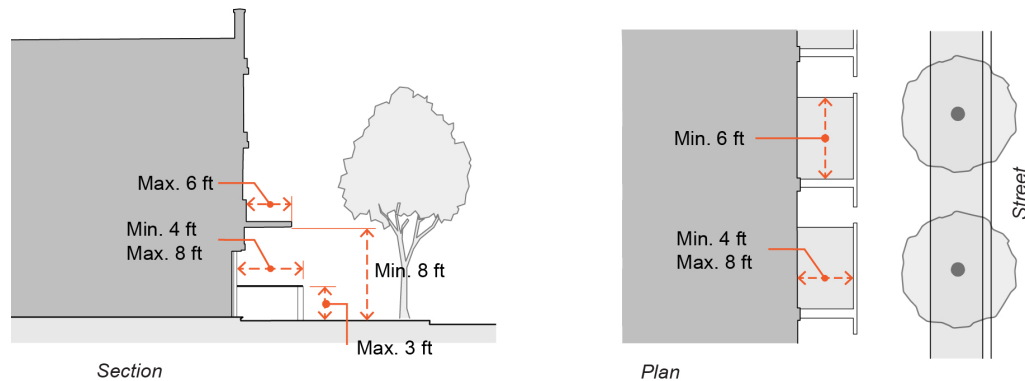 Max. 6 ft
Min. 4 ft
Max. 8 ft
Min. 8 ft
Max. 3 ft
Section
Min. 6 ft
Min. 4 ft
Max. 8 ft
Street
Plan